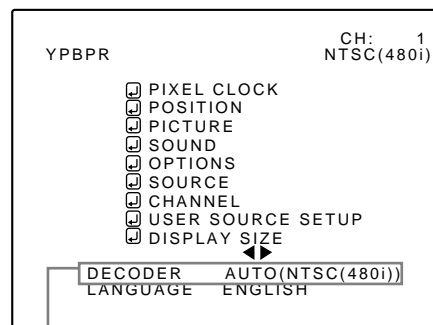 CH: 1
YPBPR NTSC(480i)
PIXEL CLOCK
POSITION
PICTURE
SOUND
OPTIONS
SOURCE
CHANNEL
USER SOURCE SETUP
DISPLAY SIZE
DECODER AUTO(NTSC(480i))
LANGUAGE ENGLISH